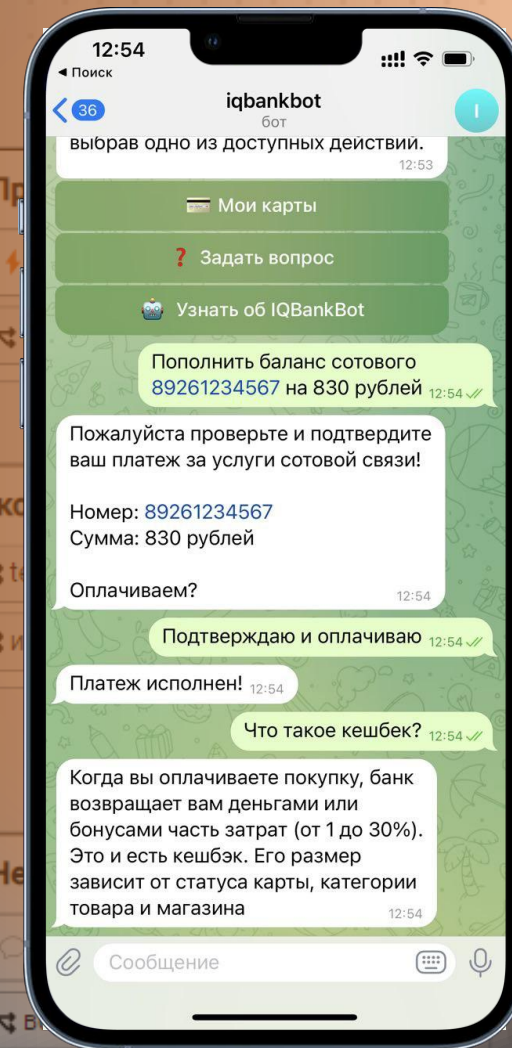 12:54
Поиск
36
iqbankbot
бот
I
выбрав одно из доступных действий.
12:53
Мои карты
Задать вопрос
Узнать об IQBankBot
Пополнить баланс сотового
89261234567 на 830 рублей 12:54
Пожалуйста проверьте и подтвердите
ваш платеж за услуги сотовой связи!
Номер: 89261234567
Сумма: 830 рублей
Оплачиваем?
12:54
Подтверждаю и оплачиваю 12:54
Платеж исполнен! 12:54
Что такое кешбек? 12:54
Когда вы оплачиваете покупку, банк
возвращает вам деньгами или
бонусами часть затрат (от 1 до 30%).
Это и есть кешбэк. Его размер
зависит от статуса карты, категории
товара и магазина
12:54
Сообщение